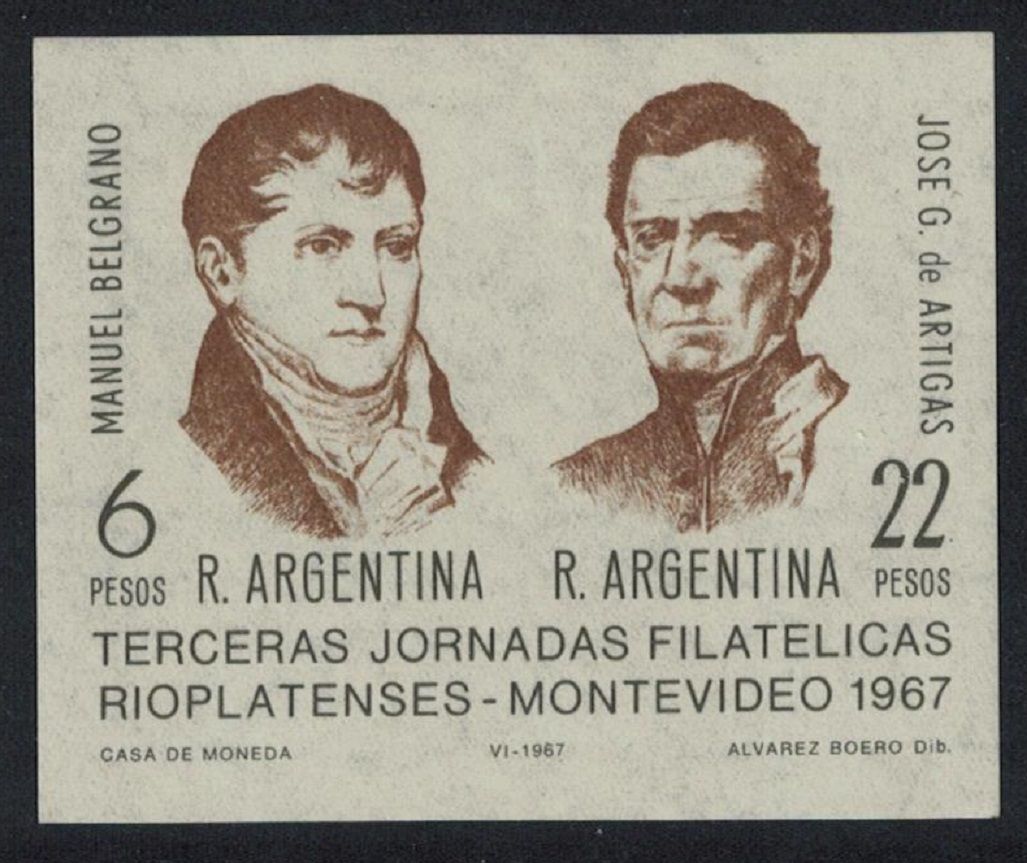 MANUEL BELGRANO
JOSE G. de ARTIGAS
6
PESOS
R. ARGENTINA
R. ARGENTINA
22
PESOS
TERCERAS JORNADAS FILATELICAS
RIOPLATENSES - MONTEVIDEO 1967
CASA DE MONEDA
VI-1967
ALVAREZ BOERO Dib.